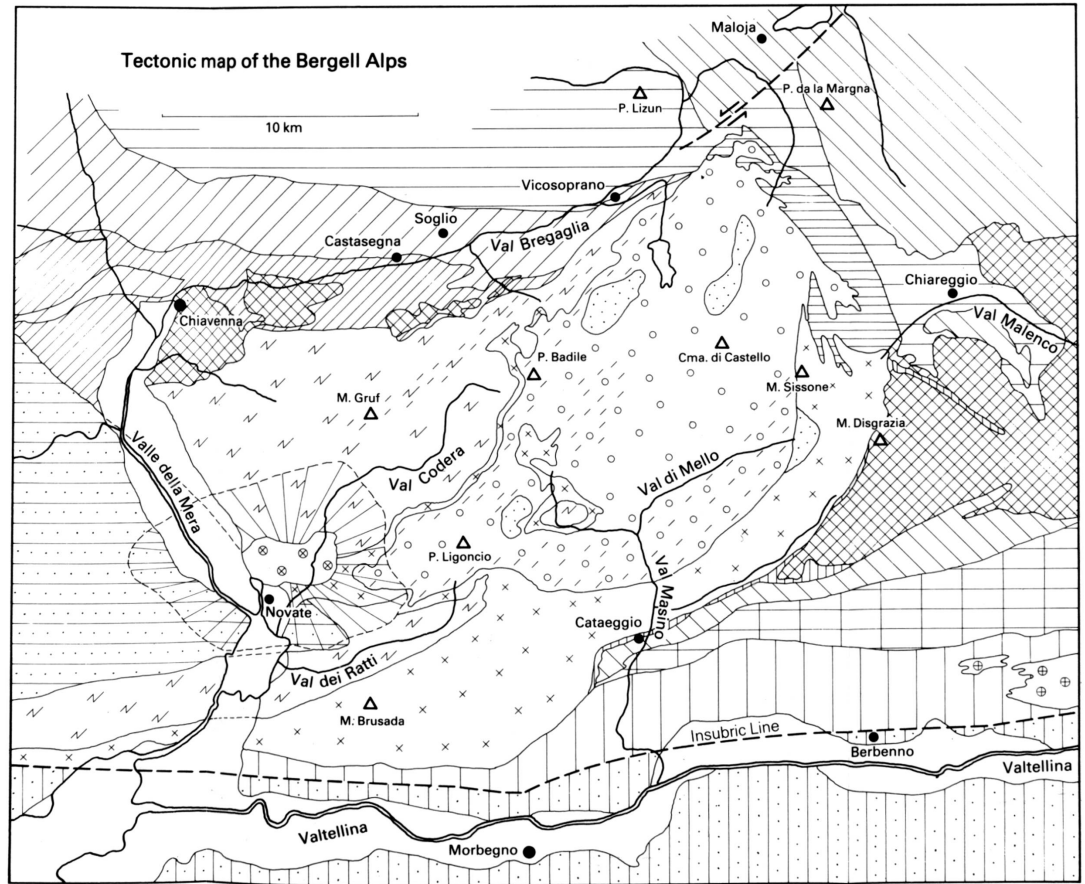 Tectonic map of the Bergell Alps
10 km
Maloja
P. Lizun
P. da la Margna
Vicosoprano
Soglio
Castasegna
Val Bregaglia
Chiavenna
Chiareggio
Val Malenco
P. Badile
Cma. di Castello
M. Sissone
M. Gruf
M. Disgrazia
Valle della Mera
Val Codera
Val di Mello
P. Ligoncio
Val Masino
Novate
Cataeggio
Val dei Ratti
M. Brusada
Insubric Line
Berbenno
Valtellina
Valtellina
Morbegno